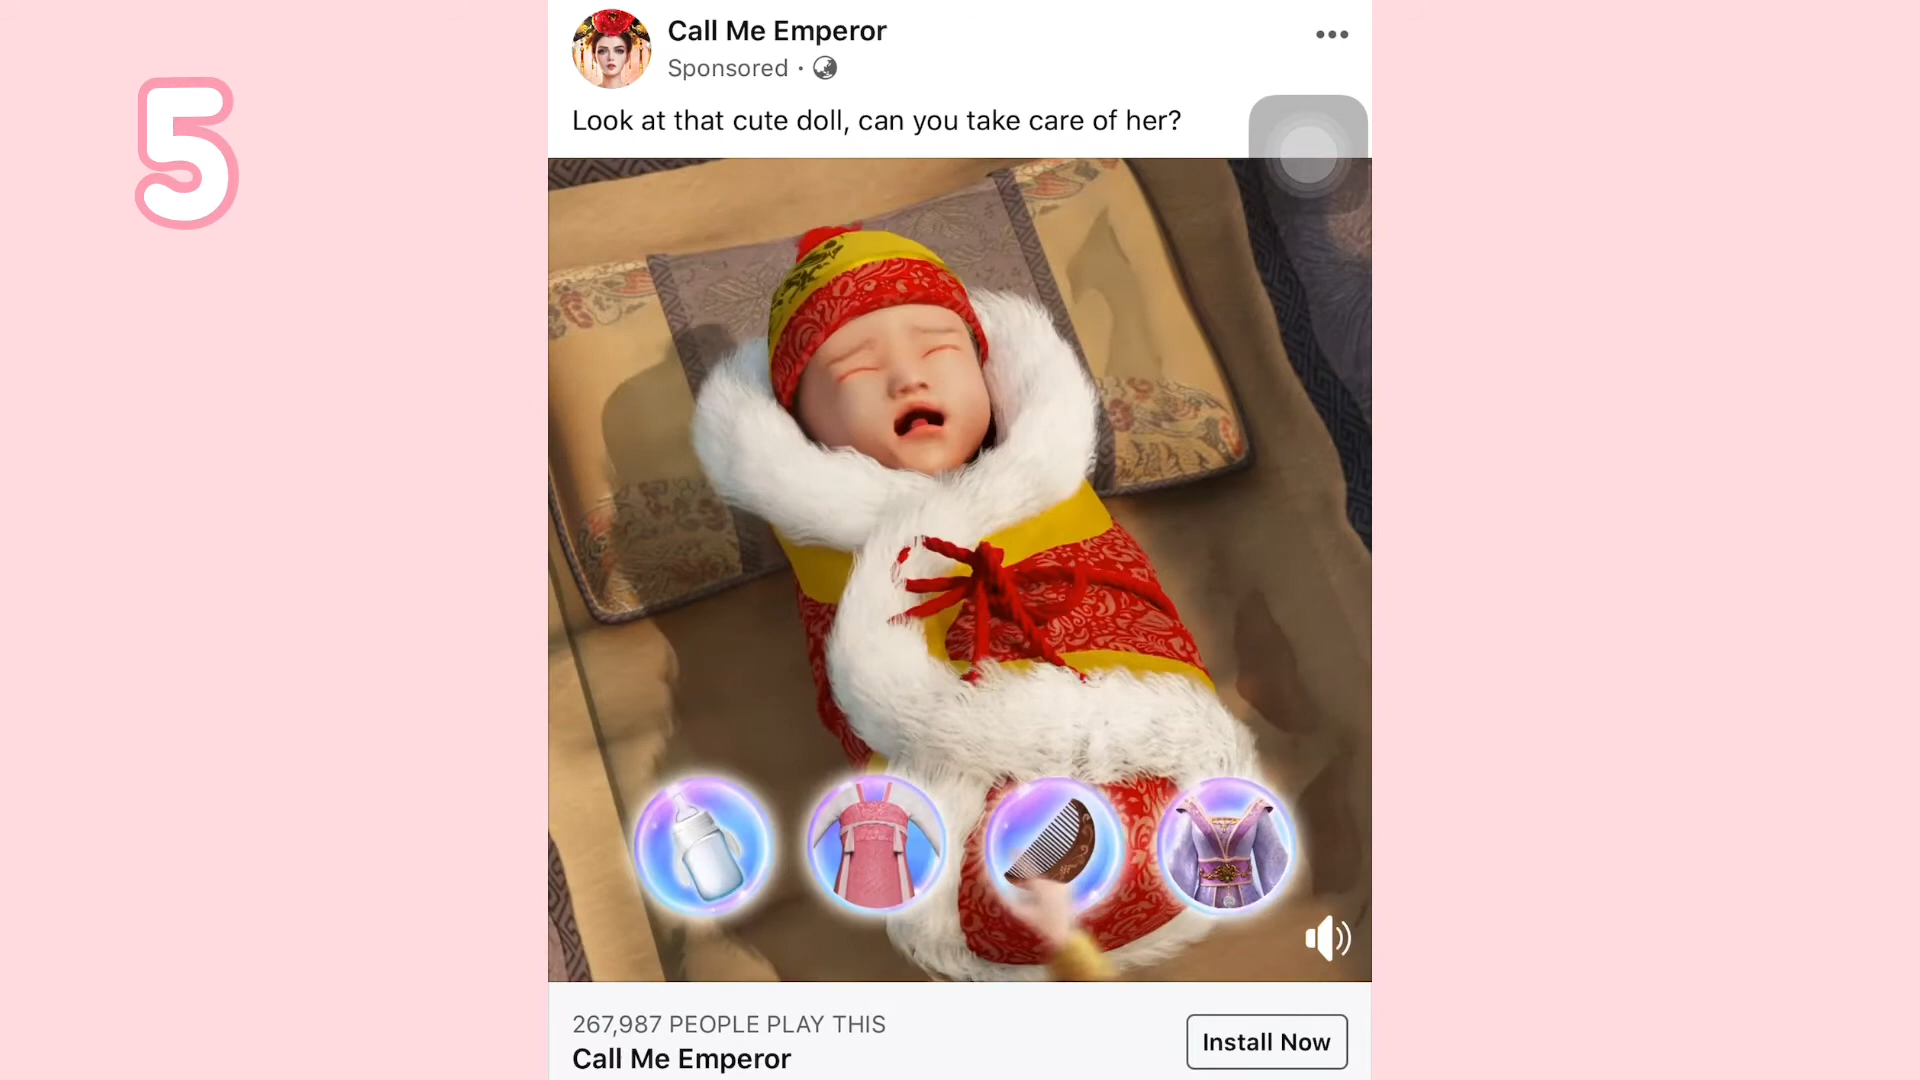 5
Call Me Emperor
Sponsored ·
Look at that cute doll, can you take care of her?
267,987 PEOPLE PLAY THIS
Call Me Emperor
Install Now